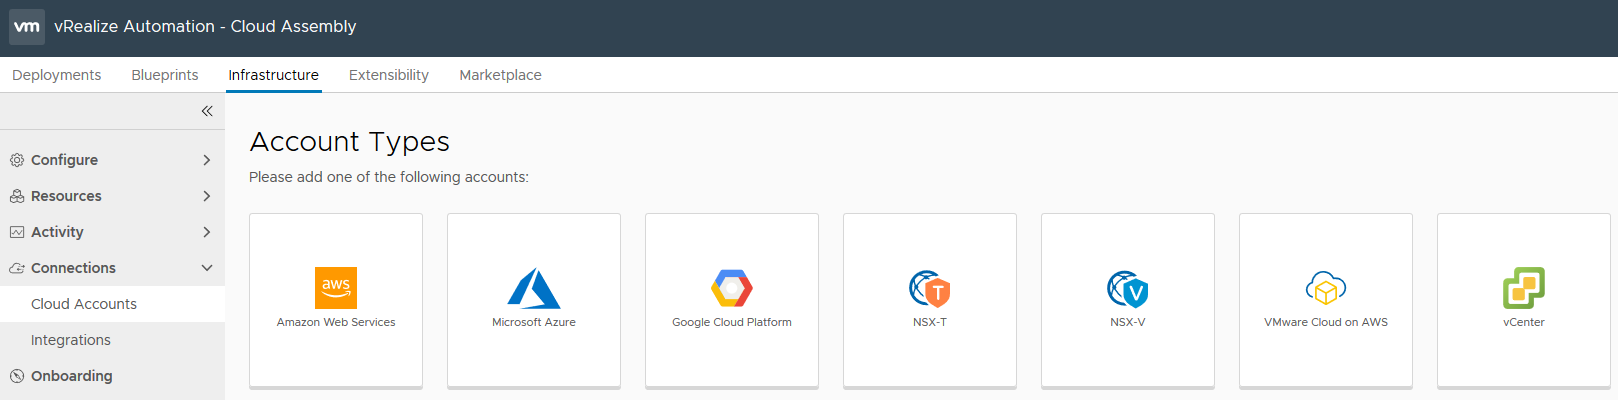 vm vRealize Automation - Cloud Assembly
Deployments Blueprints Infrastructure Extensibility Marketplace
Configure
Resources
Activity
Connections
Cloud Accounts
Integrations
Onboarding
Account Types
Please add one of the following accounts:
aws
Amazon Web Services
Microsoft Azure
Google Cloud Platform
T
NSX-T
V
NSX-V
VMware Cloud on AWS
vCenter